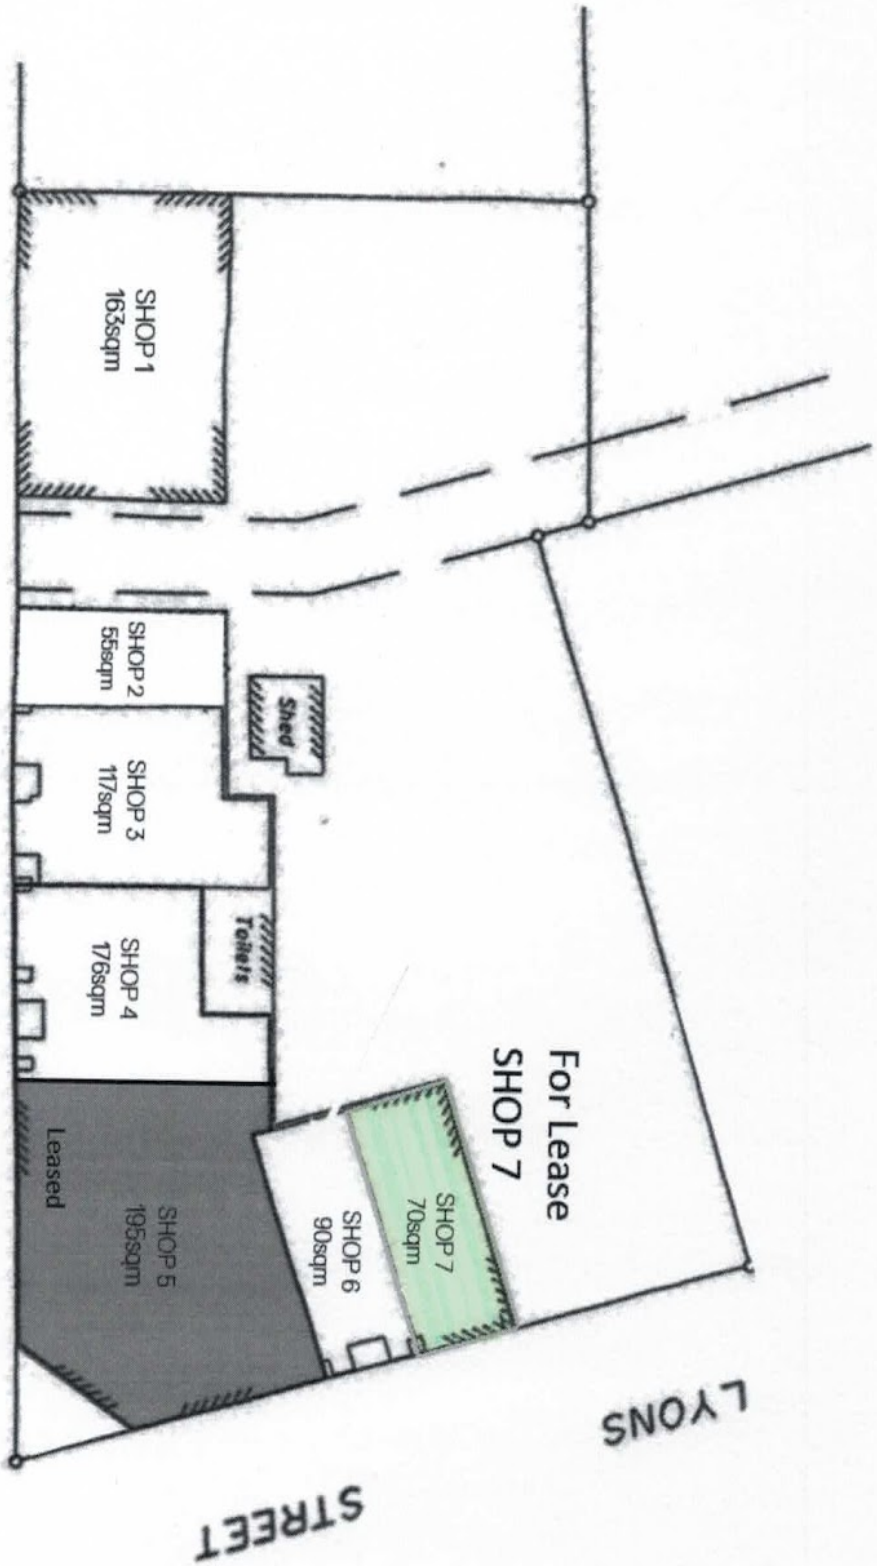 SHOP 1
163sqm
SHOP 2
55sqm
Shed
SHOP 3
117sqm
Toilets
SHOP 4
176sqm
For Lease
SHOP 7
SHOP 7
70sqm
SHOP 6
90sqm
SHOP 5
195sqm
Leased
LYONS
STREET